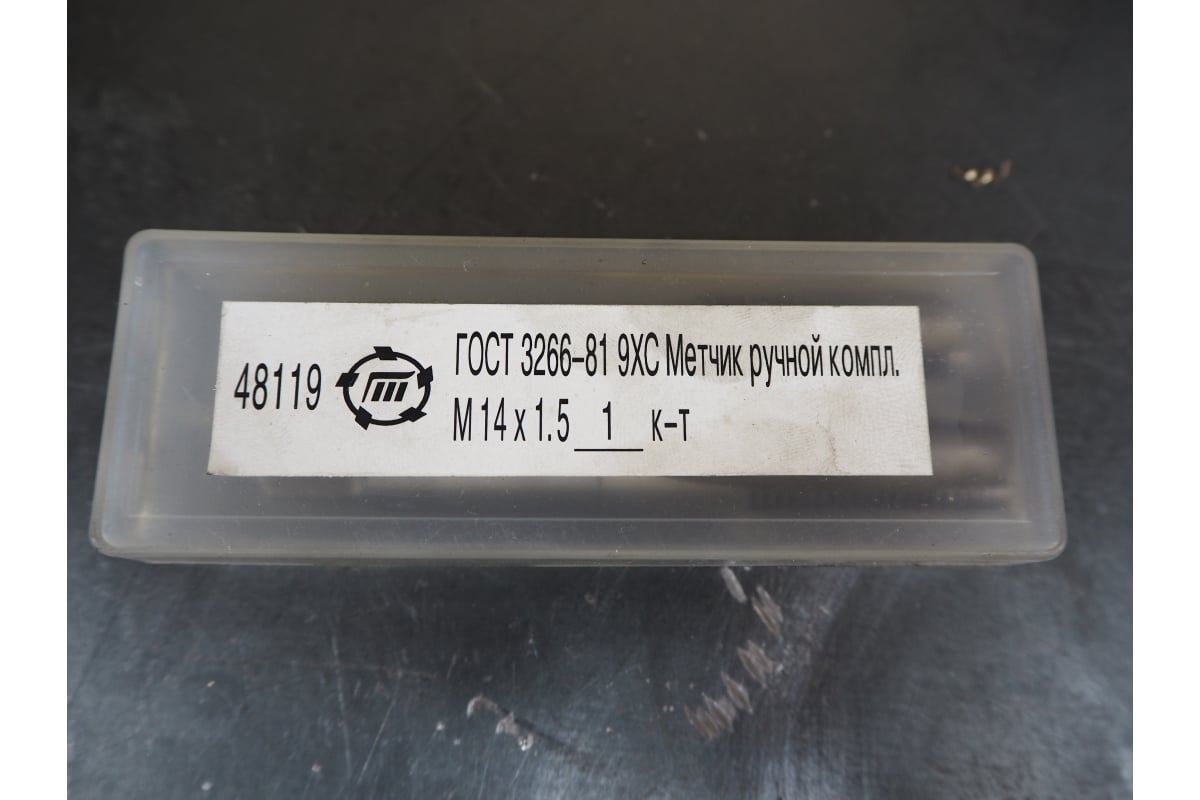 48119
ГОСТ 3266-81 9ХС Метчик ручной компл.
М 14 х 1.5 1 к-т